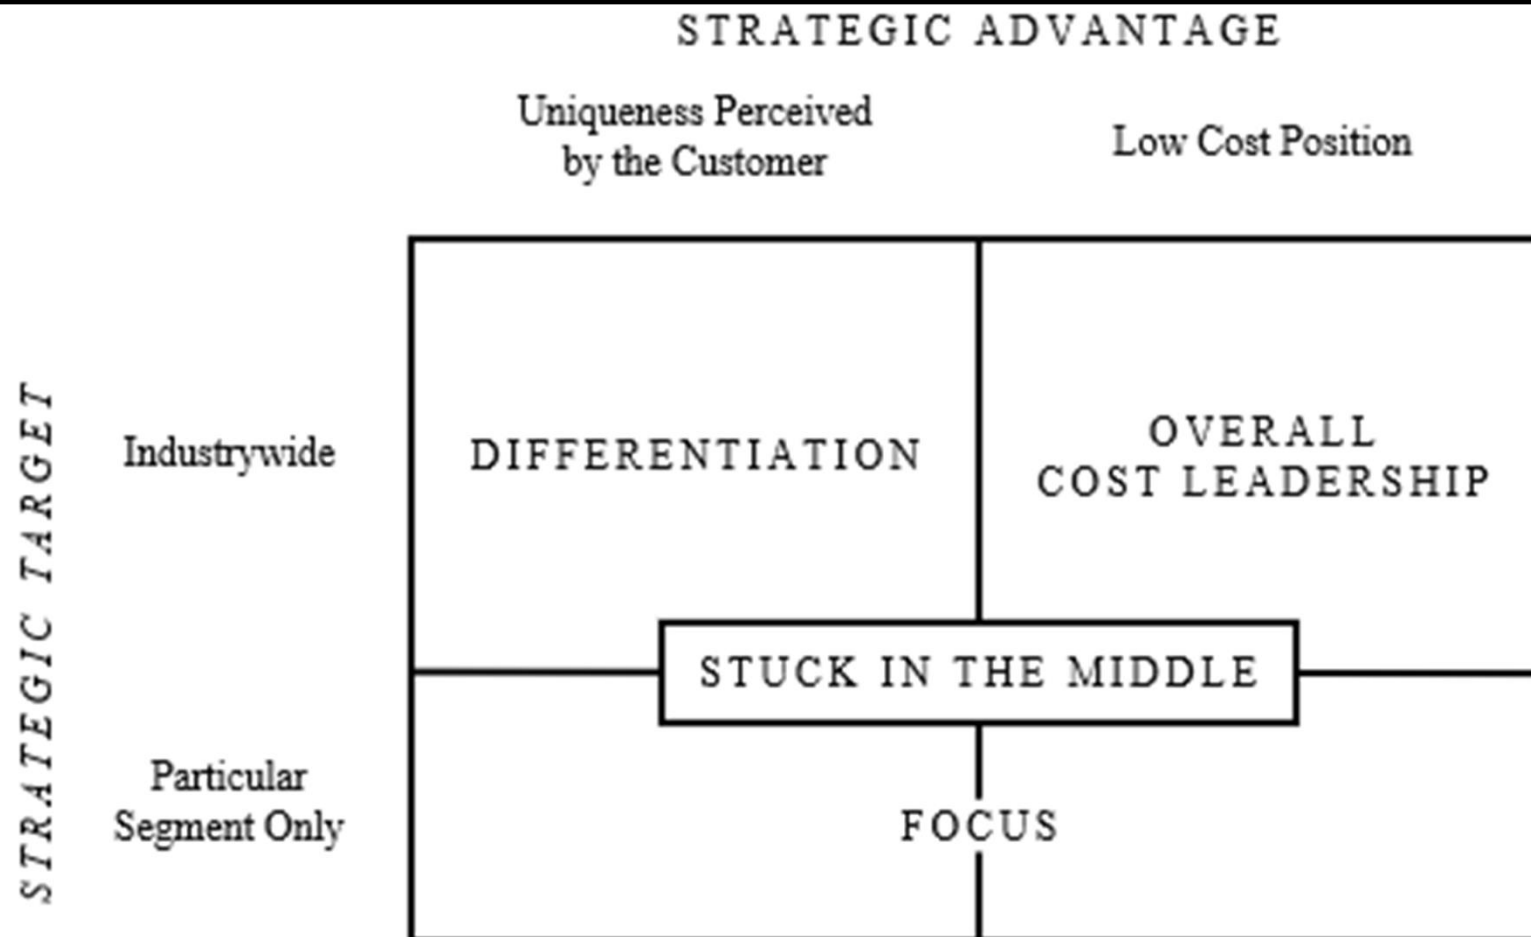 STRATEGIC ADVANTAGE
Uniqueness Perceived
by the Customer
Low Cost Position
STRATEGIC TARGET
Industrywide
DIFFERENTIATION
OVERALL
COST LEADERSHIP
STUCK IN THE MIDDLE
Particular
Segment Only
FOCUS